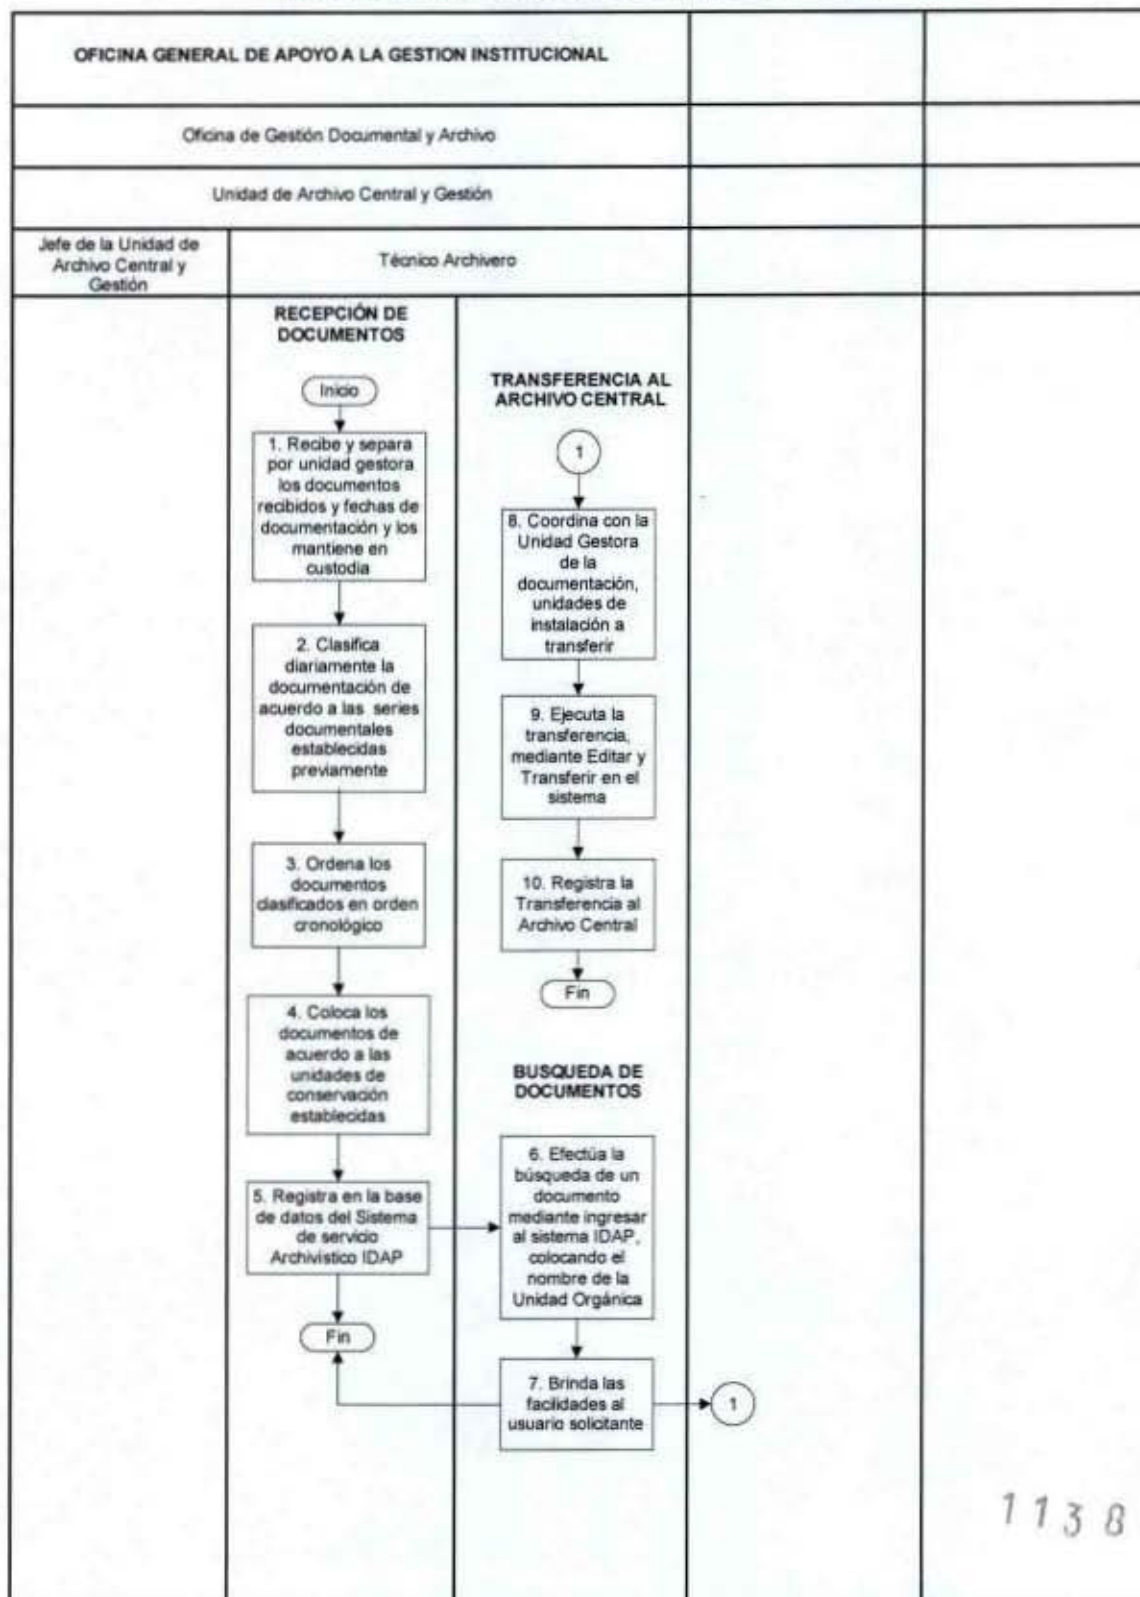 OFICINA GENERAL DE APOYO A LA GESTION INSTITUCIONAL
Oficina de Gestión Documental y Archivo
Unidad de Archivo Central y Gestión
Jefe de la Unidad de
Archivo Central y
Gestión
Técnico Archivero
RECEPCIÓN DE
DOCUMENTOS
Inicio
1. Recibe y separa
por unidad gestora
los documentos
recibidos y fechas de
documentación y los
mantiene en
custodia
2. Clasifica
diariamente la
documentación de
acuerdo a las series
documentales
establecidas
previamente
3. Ordena los
documentos
clasificados en orden
cronológico
4. Coloca los
documentos de
acuerdo a las
unidades de
conservación
establecidas
5. Registra en la base
de datos del Sistema
de servicio
Archivístico IDAP
Fin
TRANSFERENCIA AL
ARCHIVO CENTRAL
1
8. Coordina con la
Unidad Gestora
de la
documentación,
unidades de
instalación a
transferir
9. Ejecuta la
transferencia,
mediante Editar y
Transferir en el
sistema
10. Registra la
Transferencia al
Archivo Central
Fin
BUSQUEDA DE
DOCUMENTOS
6. Efectúa la
búsqueda de un
documento
mediante ingresar
al sistema IDAP,
colocando el
nombre de la
Unidad Orgánica
7. Brinda las
facilidades al
usuario solicitante
1
1138